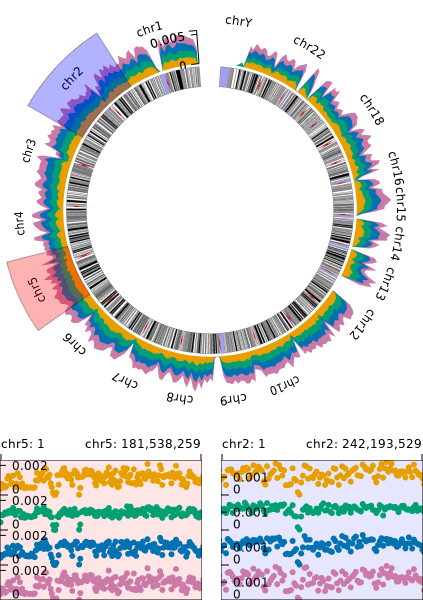 chrY
chr1
0.005
0
chr22
chr2
chr18
chr3
chr16
chr15
chr4
chr14
chr5
chr13
chr12
chr6
chr7
chr10
chr8
chr9
chr5: 1 chr5: 181,538,259
chr2: 1 chr2: 242,193,529
0.002
0
0.002
0
0.002
0
0.002
0
0.001
0
0.001
0
0.001
0
0.001
0